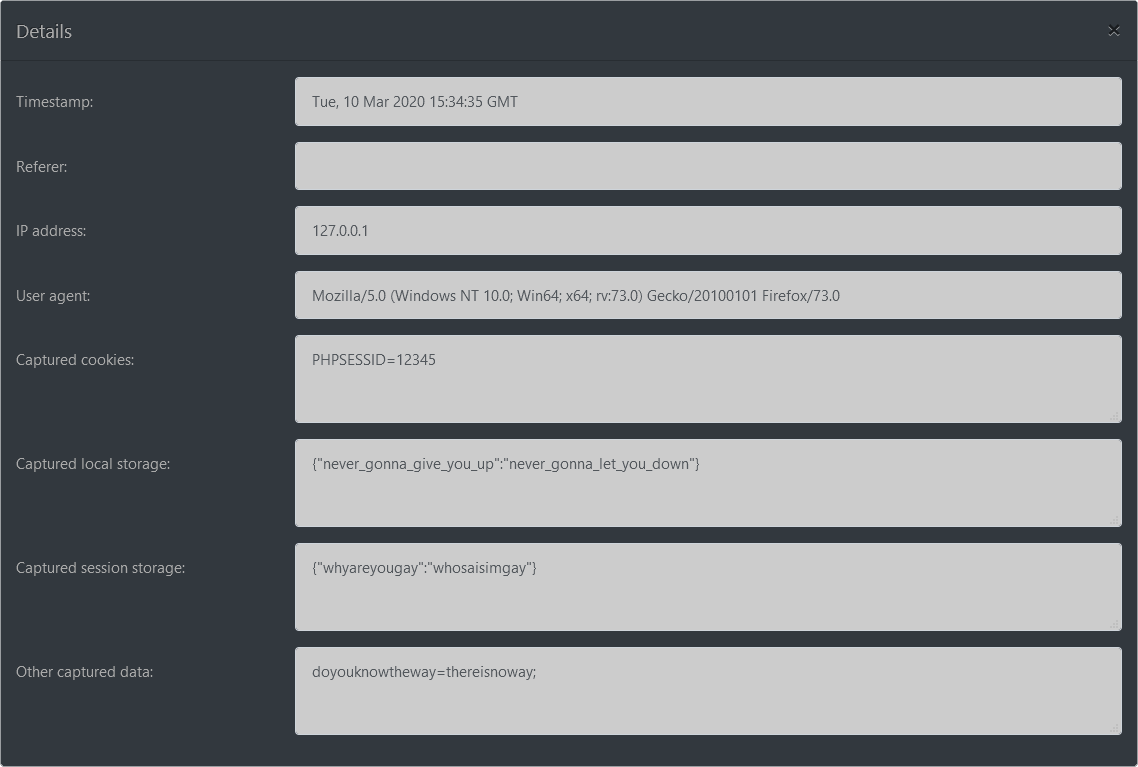 Details
Timestamp:
Tue, 10 Mar 2020 15:34:35 GMT
Referer:
IP address:
127.0.0.1
User agent:
Mozilla/5.0 (Windows NT 10.0; Win64; x64; rv:73.0) Gecko/20100101 Firefox/73.0
Captured cookies:
PHPSESSID=12345
Captured local storage:
{"never_gonna_give_you_up":"never_gonna_let_you_down"}
Captured session storage:
{"whyareyougay":"whosaisimgay"}
Other captured data:
doyouknowtheway=thereisnoway;